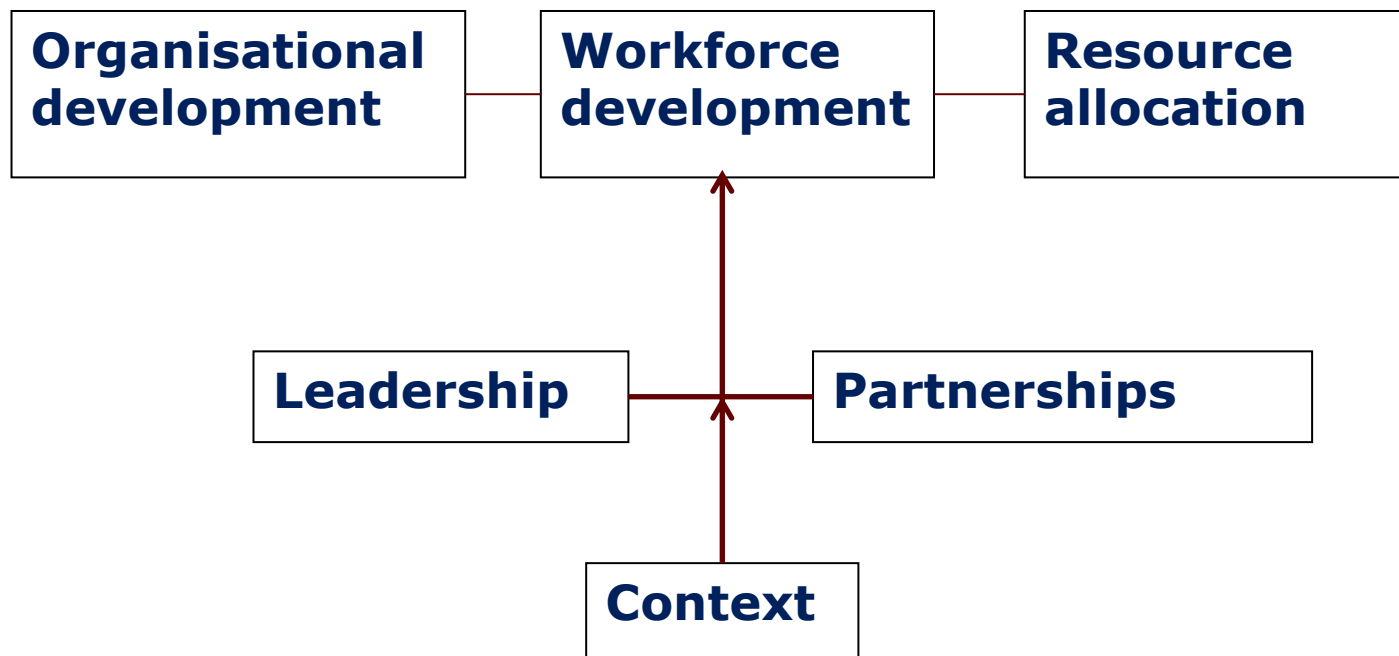 Organisational
development
Workforce
development
Resource
allocation
Leadership
Partnerships
Context